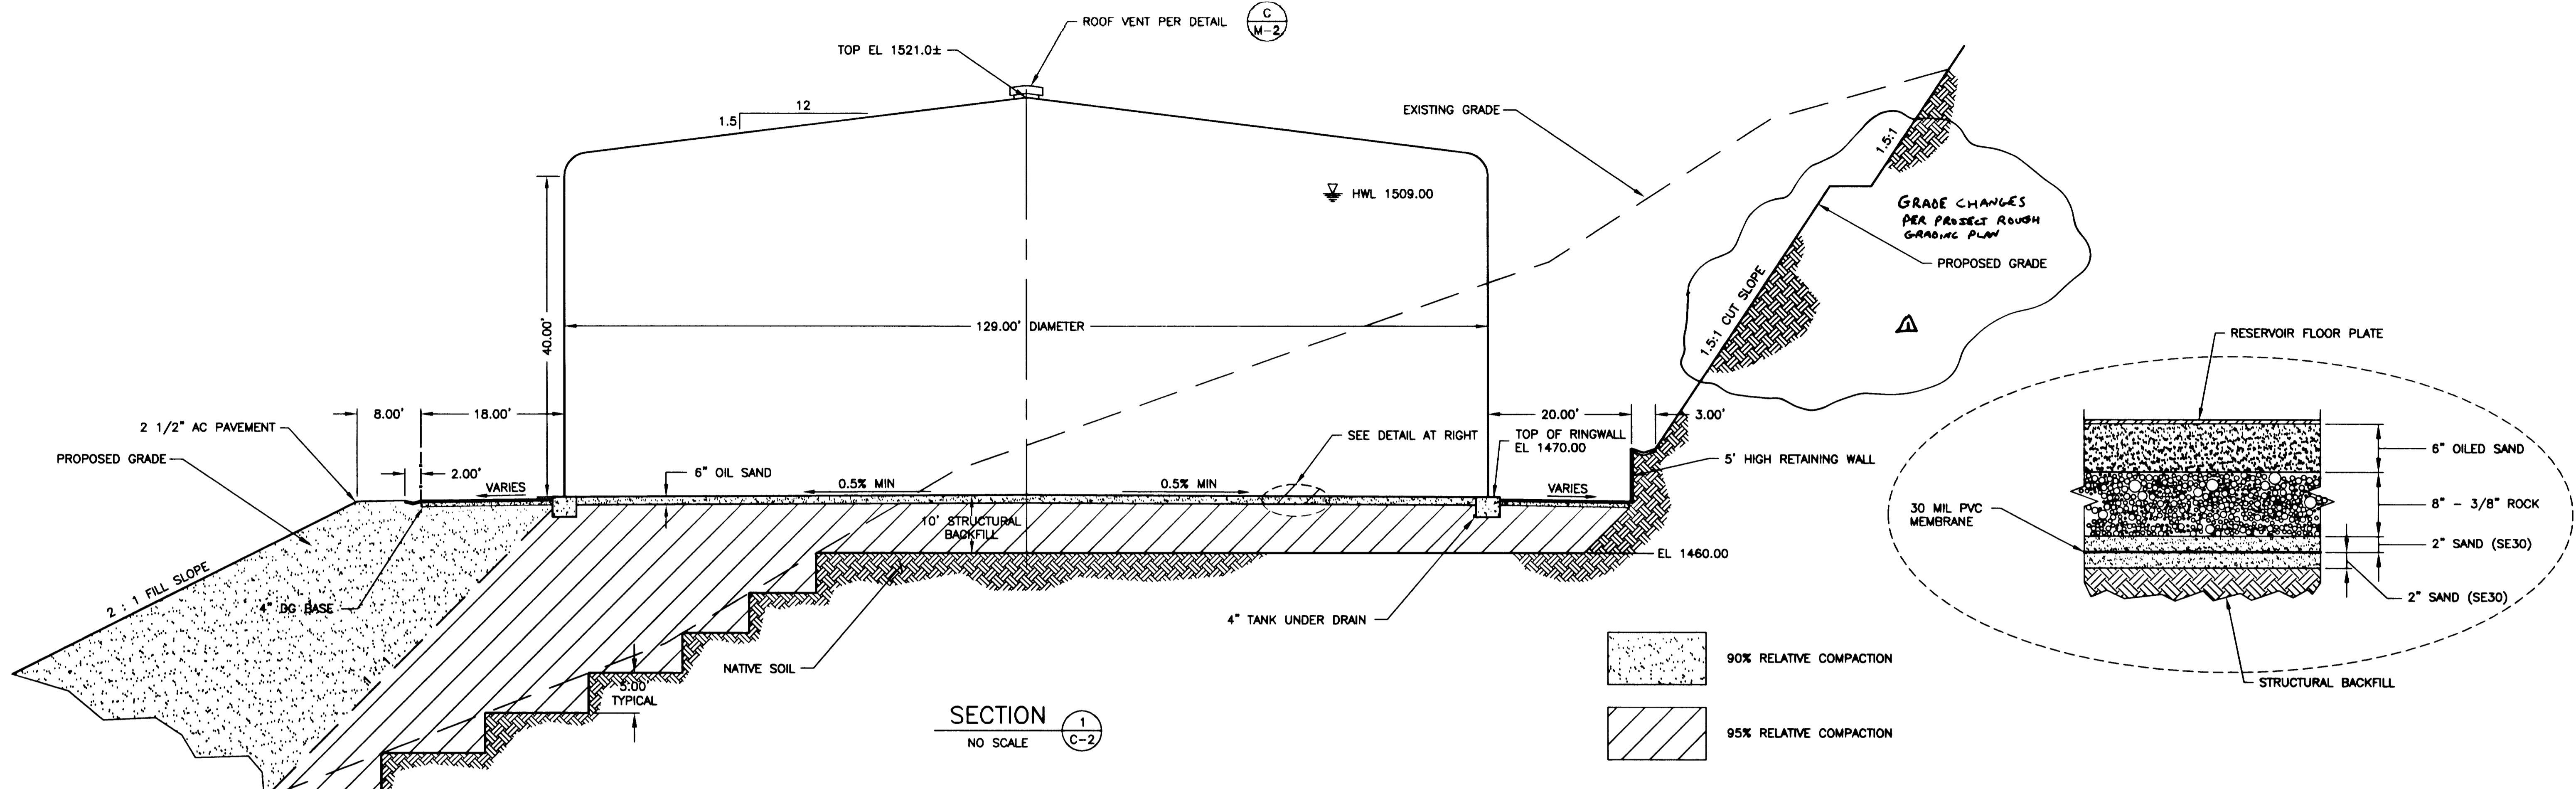 ROOF VENT PER DETAIL
C
M-2
TOP EL 1521.0±
12
1.5
EXISTING GRADE
1.5:1
HWL 1509.00
GRADE CHANGES
PER PROJECT ROUGH
GRADING PLAN
PROPOSED GRADE
1
1.5:1 CUT SLOPE
129.00' DIAMETER
40.00'
8.00'
18.00'
20.00'
3.00'
2 1/2" AC PAVEMENT
PROPOSED GRADE
2.00'
VARIES
6" OIL SAND
0.5% MIN
0.5% MIN
SEE DETAIL AT RIGHT
TOP OF RINGWALL
EL 1470.00
5' HIGH RETAINING WALL
VARIES
10' STRUCTURAL
BACKFILL
EL 1460.00
2 : 1 FILL SLOPE
4" DG BASE
1
1
4" TANK UNDER DRAIN
NATIVE SOIL
5.00
TYPICAL
SECTION
NO SCALE
1
C-2
90% RELATIVE COMPACTION
95% RELATIVE COMPACTION
RESERVOIR FLOOR PLATE
6" OILED SAND
8" - 3/8" ROCK
30 MIL PVC
MEMBRANE
2" SAND (SE30)
2" SAND (SE30)
STRUCTURAL BACKFILL